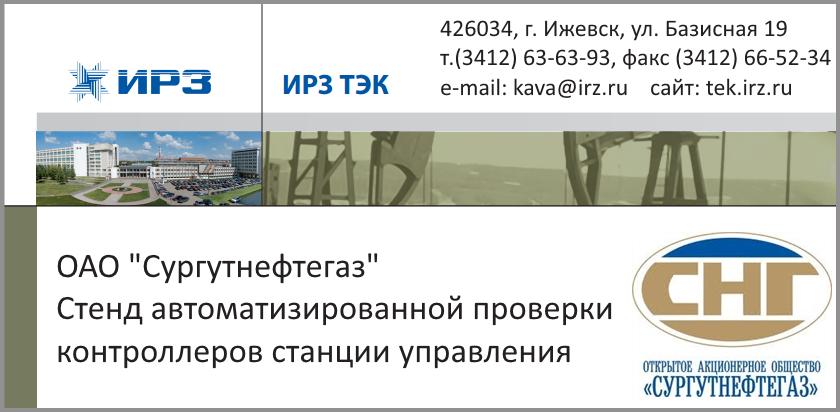 ИРЗ
ИРЗ ТЭК
426034, г. Ижевск, ул. Базисная 19
т.(3412) 63-63-93, факс (3412) 66-52-34
e-mail: kava@irz.ru сайт: tek.irz.ru
ОАО "Сургутнефтегаз"
Стенд автоматизированной проверки
контроллеров станции управления
СНГ
ОТКРЫТОЕ АКЦИОНЕРНОЕ ОБЩЕСТВО
«СУРГУТНЕФТЕГАЗ»